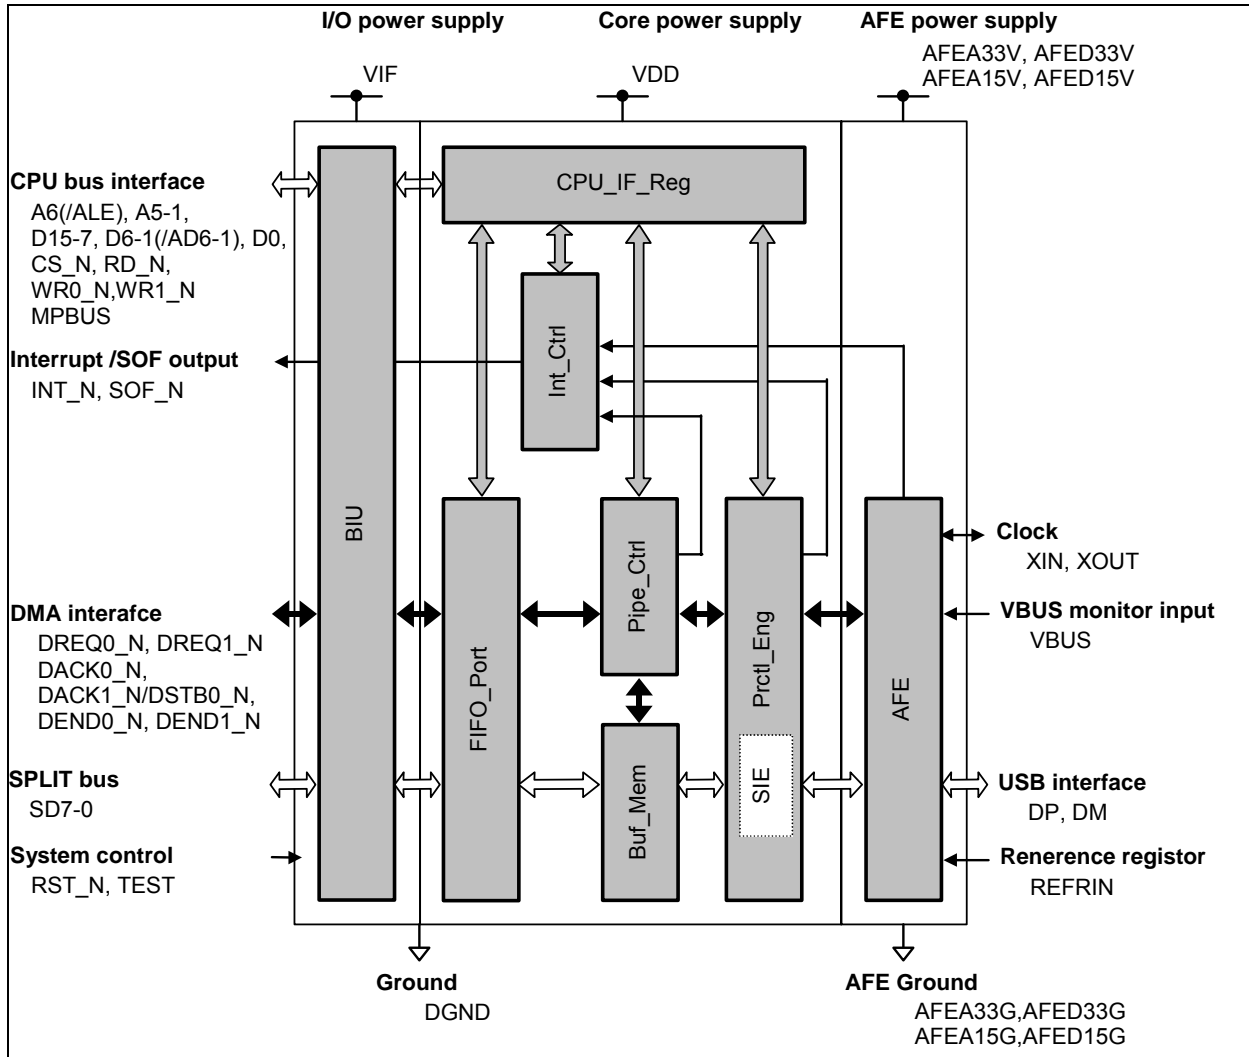 I/O power supply
Core power supply
AFE power supply
VIF
VDD
AFEA33V, AFED33V
AFEA15V, AFED15V
CPU bus interface
A6(/ALE), A5-1,
D15-7, D6-1(/AD6-1), D0,
CS_N, RD_N,
WR0_N,WR1_N
MPBUS
Interrupt /SOF output
INT_N, SOF_N
DMA interafce
DREQ0_N, DREQ1_N
DACK0_N,
DACK1_N/DSTB0_N,
DEND0_N, DEND1_N
SPLIT bus
SD7-0
System control
RST_N, TEST
BIU
CPU_IF_Reg
Int_Ctrl
FIFO_Port
Pipe_Ctrl
Buf_Mem
Prctl_Eng
SIE
AFE
Clock
XIN, XOUT
VBUS monitor input
VBUS
USB interface
DP, DM
Renerence registor
REFRIN
Ground
DGND
AFE Ground
AFEA33G,AFED33G
AFEA15G,AFED15G